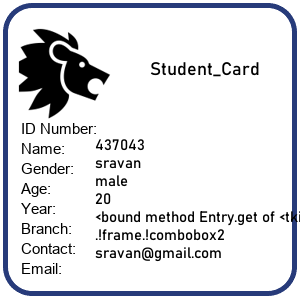 Student_Card
ID Number:
437043
Name:
sravan
Gender:
male
Age:
20
Year:
<bound method Entry.get of <tki
Branch:
.!frame.!combobox2
Contact:
sravan@gmail.com
Email: